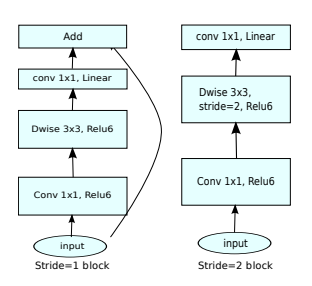 Add
conv 1x1, Linear
Dwise 3x3, Relu6
Conv 1x1, Relu6
input
Stride=1 block
conv 1x1, Linear
Dwise 3x3,
stride=2, Relu6
Conv 1x1, Relu6
input
Stride=2 block